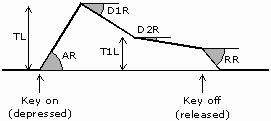 D1R
TL
D2R
T1L
AR
RR
Key on Key off
(depressed) (released)